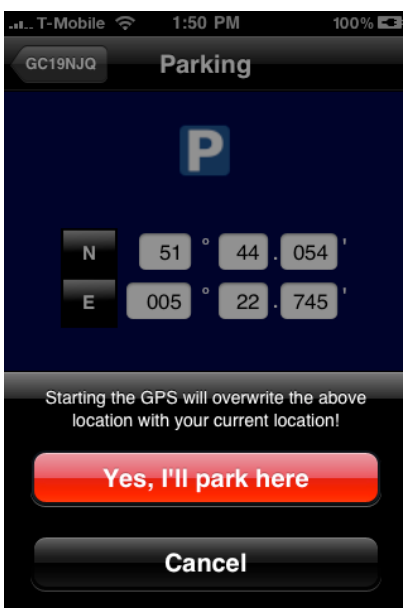 T-Mobile 1:50 PM 100%
GC19NJQ Parking
P
N 51 ° 44 . 054 '
E 005 ° 22 . 745 '
Starting the GPS will overwrite the above
location with your current location!
Yes, I'll park here
Cancel